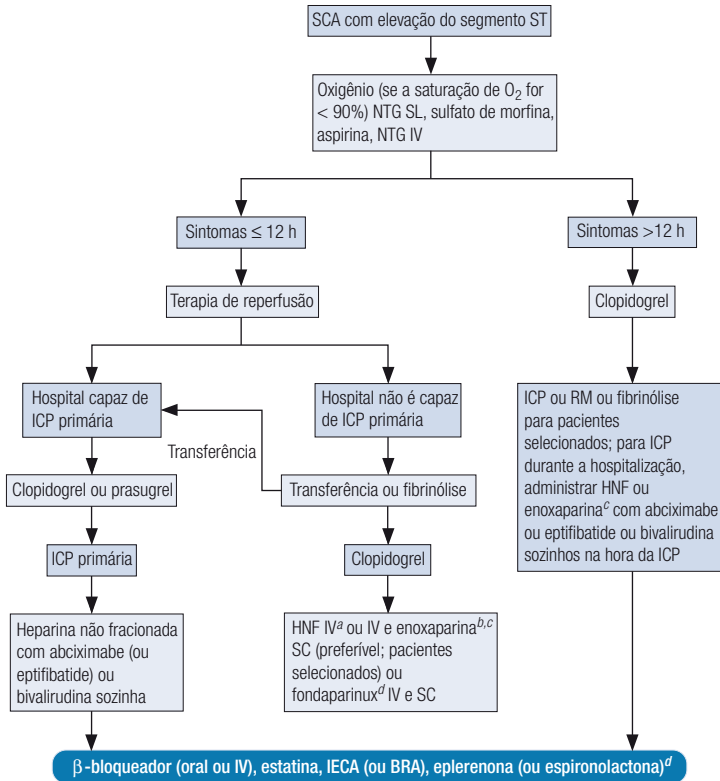 SCA com elevação do segmento ST
Oxigênio (se a saturação de O2 for
< 90%) NTG SL, sulfato de morfina,
aspirina, NTG IV
Sintomas ≤ 12 h
Sintomas >12 h
Terapia de reperfusão
Clopidogrel
Hospital capaz de
ICP primária
Hospital não é capaz
de ICP primária
ICP ou RM ou fibrinólise
para pacientes
selecionados; para ICP
durante a hospitalização,
administrar HNF ou
enoxaparina^c com abciximabe
ou eptifibatide ou bivalirudina
sozinhos na hora da ICP
Transferência
Clopidogrel ou prasugrel
Transferência ou fibrinólise
ICP primária
Clopidogrel
Heparina não fracionada
com abciximabe (ou
eptifibatide) ou
bivalirudina sozinha
HNF IV^a ou IV e enoxaparina^b,c
SC (preferível; pacientes
selecionados) ou
fondaparinux^d IV e SC
β-bloqueador (oral ou IV), estatina, IECA (ou BRA), eplerenona (ou espironolactona)^d